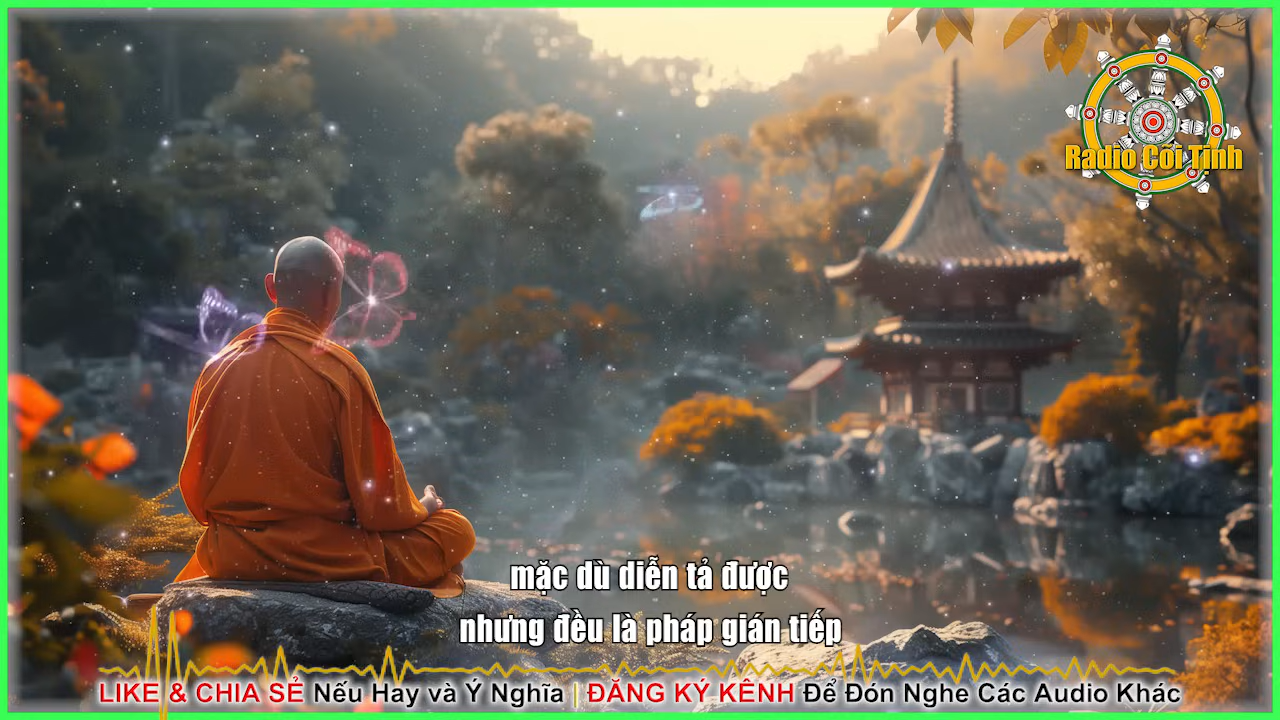 Radio Cõi Tịnh
mặc dù diễn tả được
nhưng đều là pháp gián tiếp
LIKE & CHIA SẺ Nếu Hay và Ý Nghĩa | ĐĂNG KÝ KÊNH Để Đón Nghe Các Audio Khác